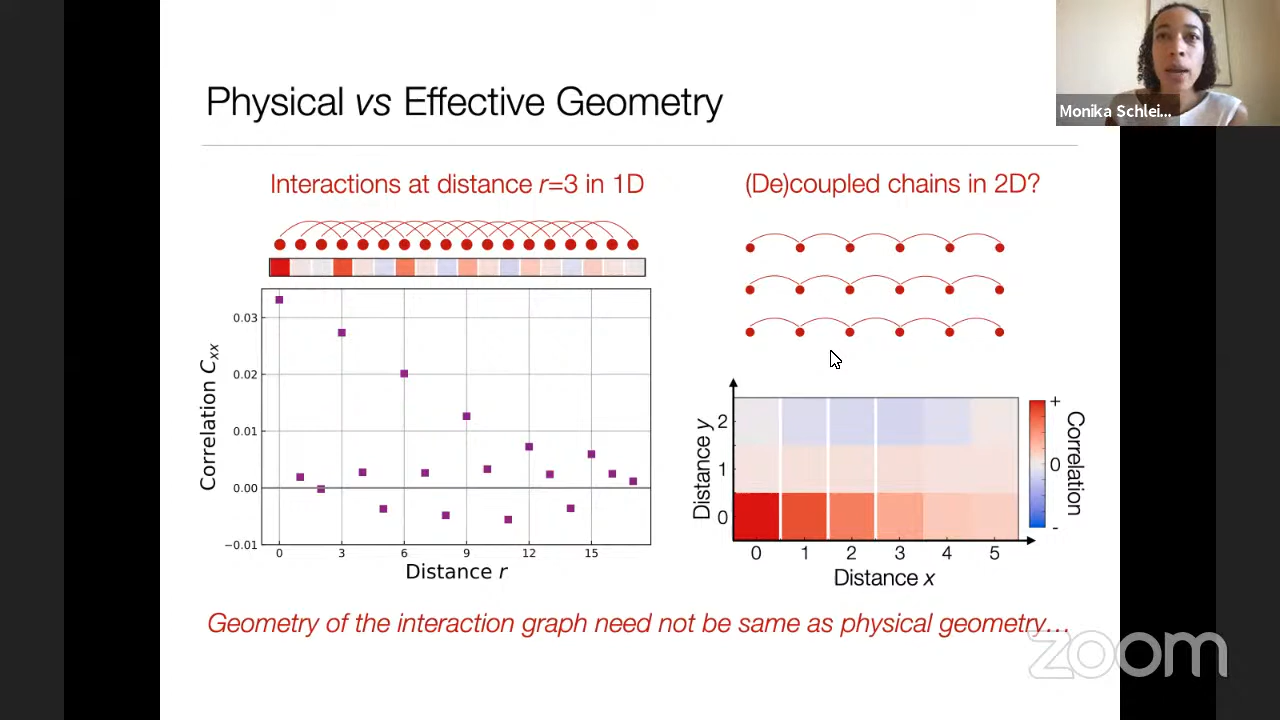 Monika Schlei...
Physical vs Effective Geometry
Interactions at distance r=3 in 1D
(De)coupled chains in 2D?
0.03
0.02
0.01
0.00
−0.01
Correlation Cxx
0
3
6
9
12
15
Distance r
2
1
0
Distance y
0
1
2
3
4
5
Distance x
+
0
-
Correlation
Geometry of the interaction graph need not be same as physical geometry...
zoom